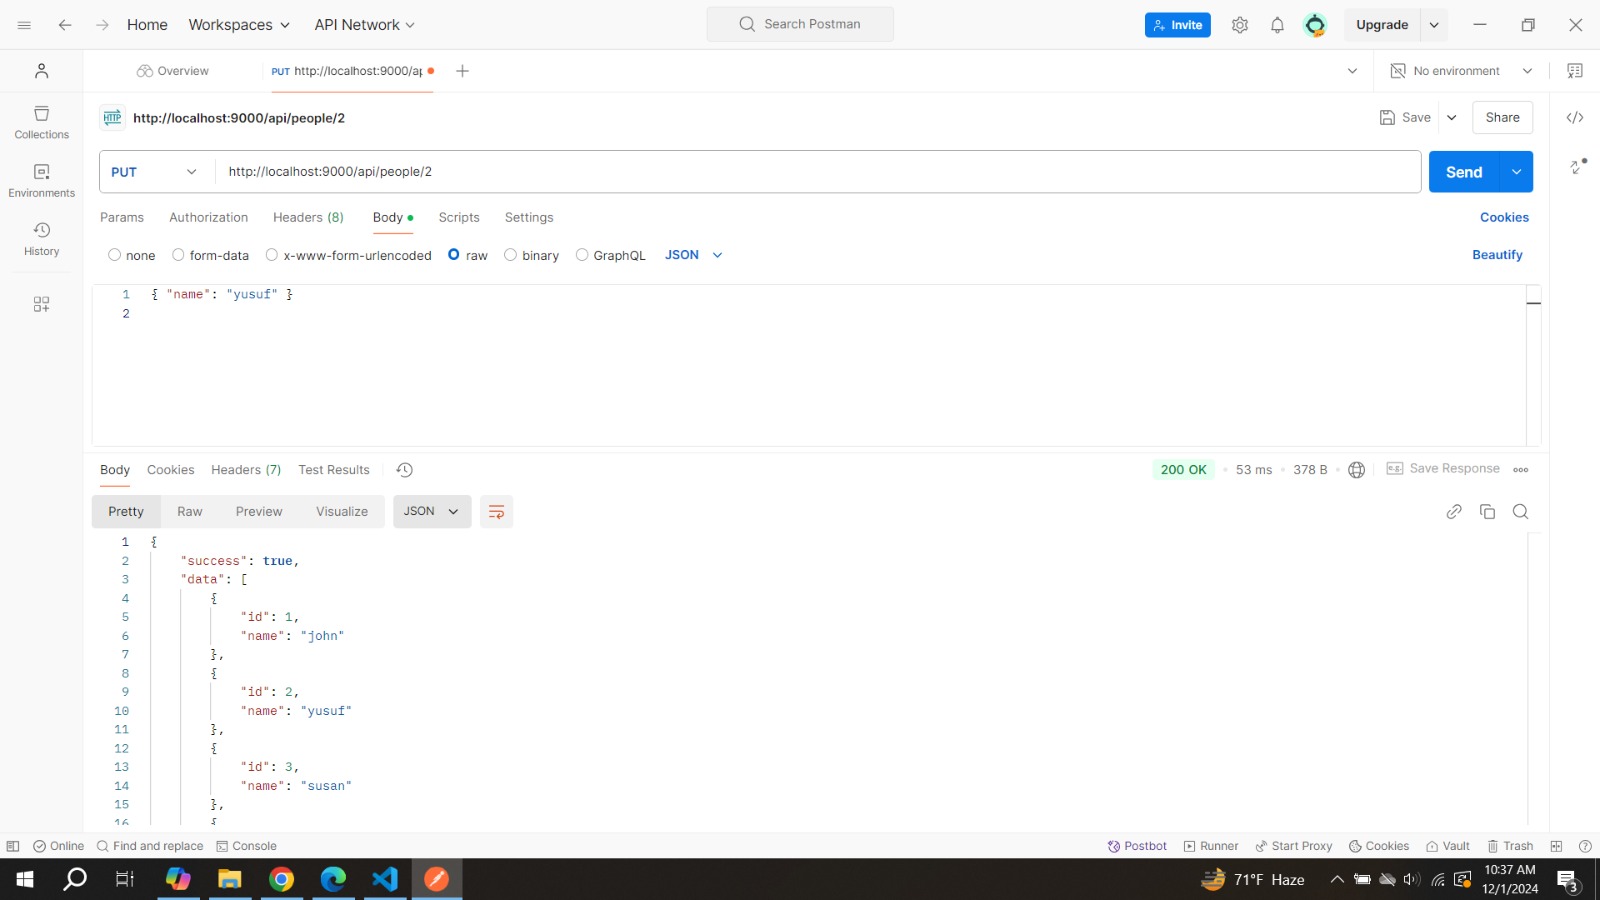 Home Workspaces API Network Search Postman Invite Upgrade
Overview PUT http://localhost:9000/ap No environment
HTTP http://localhost:9000/api/people/2 Save Share
Collections
Environments
History
PUT http://localhost:9000/api/people/2 Send
Params Authorization Headers (8) Body Scripts Settings Cookies
none form-data x-www-form-urlencoded raw binary GraphQL JSON Beautify
1 { "name": "yusuf" }
2
Body Cookies Headers (7) Test Results 200 OK 53 ms 378 B e.g. Save Response
Pretty Raw Preview Visualize JSON
1 {
2 "success": true,
3 "data": [
4 {
5 "id": 1,
6 "name": "john"
7 },
8 {
9 "id": 2,
10 "name": "yusuf"
11 },
12 {
13 "id": 3,
14 "name": "susan"
15 },
16 {
Online Find and replace Console Postbot Runner Start Proxy Cookies Vault Trash
71°F Haze 10:37 AM
12/1/2024 3